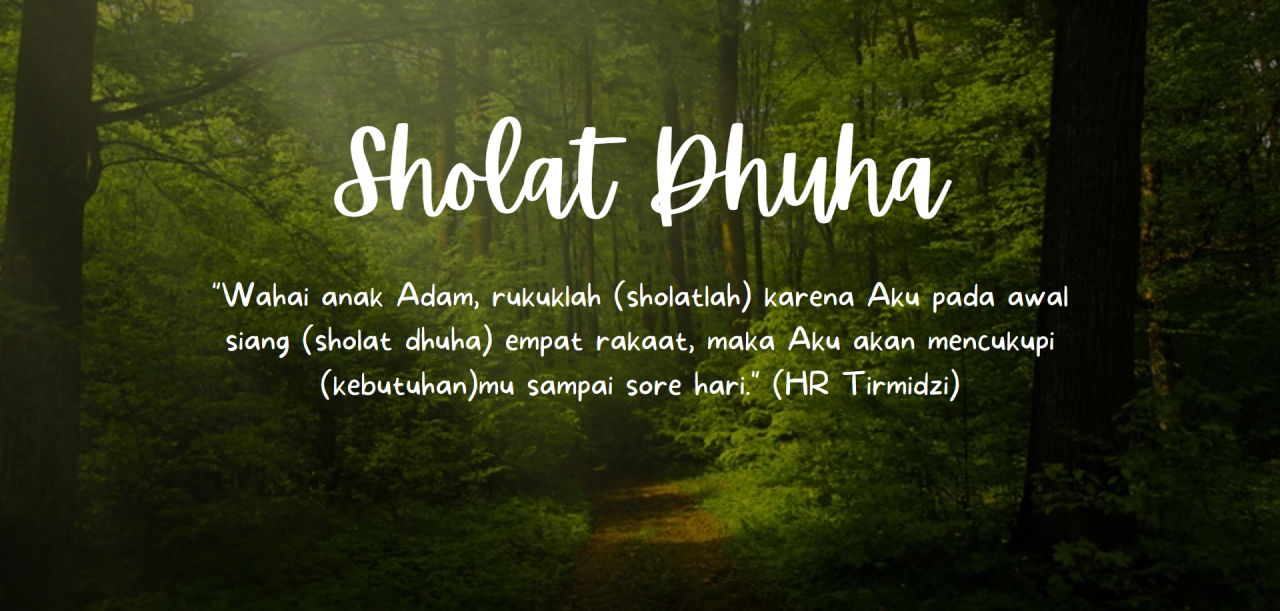 Sholat Dhuha
"Wahai anak Adam, rukuklah (sholatlah) karena Aku pada awal
siang (sholat dhuha) empat rakaat, maka Aku akan mencukupi
(kebutuhan)mu sampai sore hari." (HR Tirmidzi)